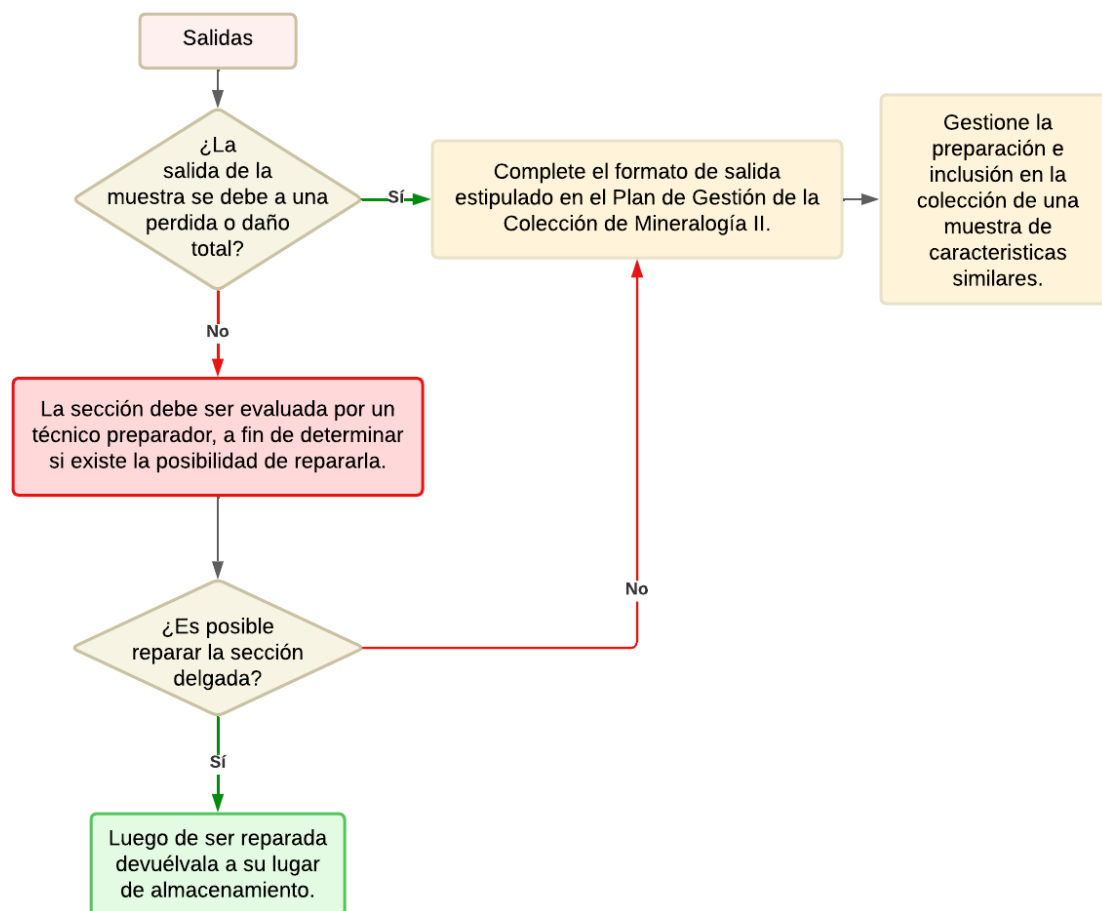 Salidas
¿La
salida de la
muestra se debe a una
perdida o daño
total?
Sí
Complete el formato de salida
estipulado en el Plan de Gestión de la
Colección de Mineralogía II.
Gestione la
preparación e
inclusión en la
colección de una
muestra de
caracteristicas
similares.
No
La sección debe ser evaluada por un
técnico preparador, a fin de determinar
si existe la posibilidad de repararla.
¿Es posible
reparar la sección
delgada?
No
Sí
Luego de ser reparada
devuélvala a su lugar
de almacenamiento.